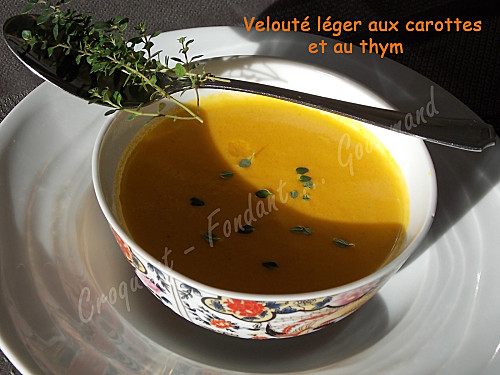 Velouté léger aux carottes
et au thym
Croquant - Fondant - Gourmand